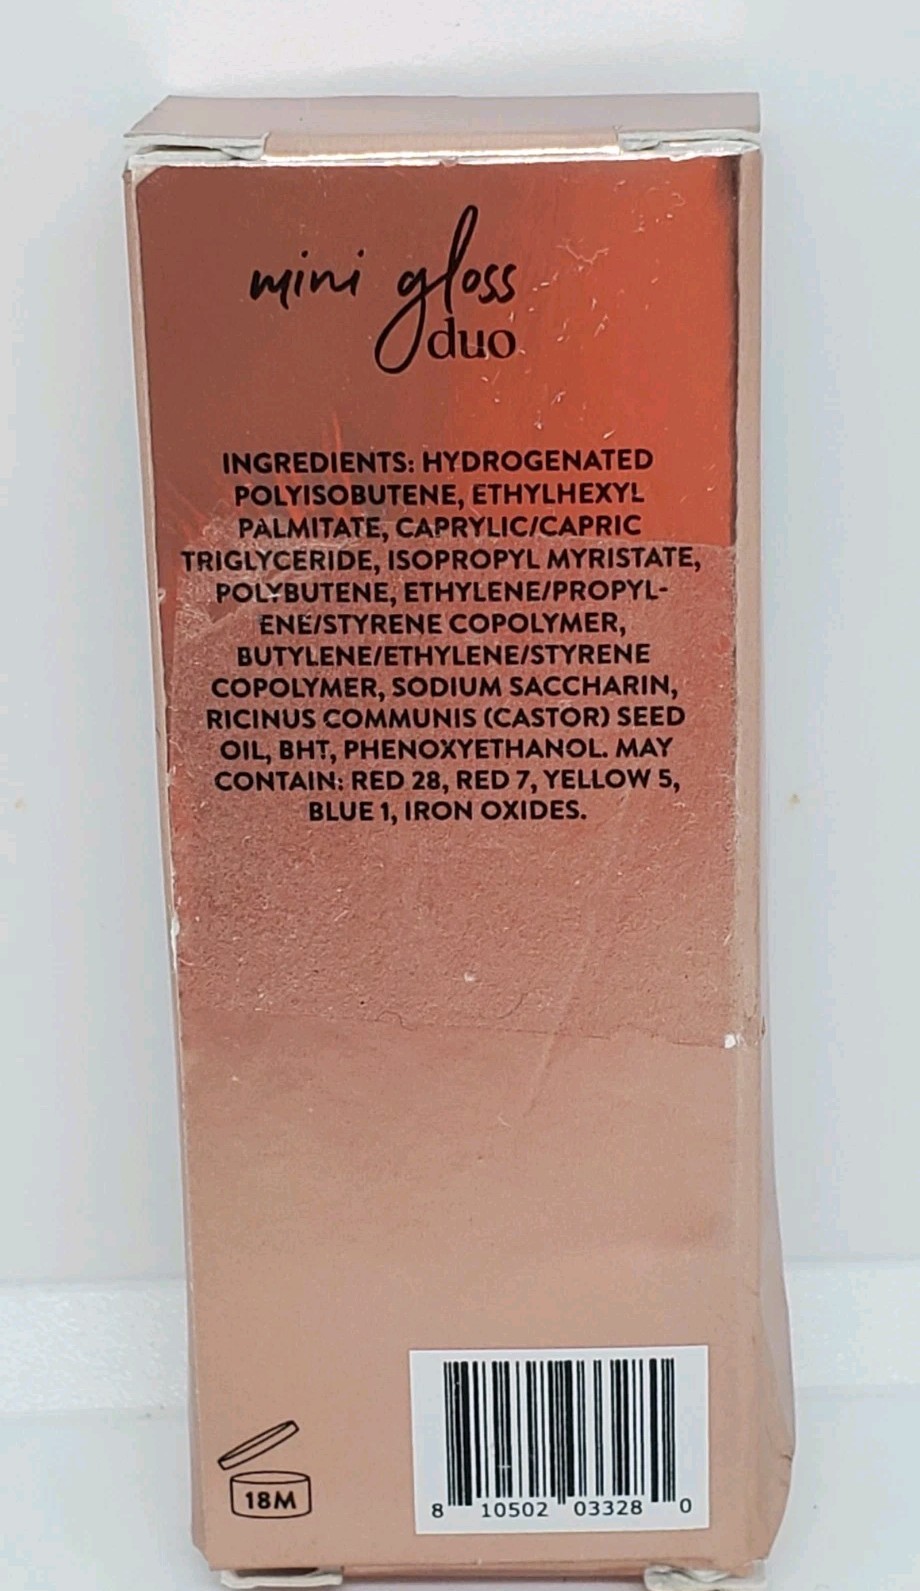 mini gloss
duo
INGREDIENTS: HYDROGENATED
POLYISOBUTENE, ETHYLHEXYL
PALMITATE, CAPRYLIC/CAPRIC
TRIGLYCERIDE, ISOPROPYL MYRISTATE,
POLYBUTENE, ETHYLENE/PROPYL-
ENE/STYRENE COPOLYMER,
BUTYLENE/ETHYLENE/STYRENE
COPOLYMER, SODIUM SACCHARIN,
RICINUS COMMUNIS (CASTOR) SEED
OIL, BHT, PHENOXYETHANOL. MAY
CONTAIN: RED 28, RED 7, YELLOW 5,
BLUE 1, IRON OXIDES.
18M
8 10502 03328 0